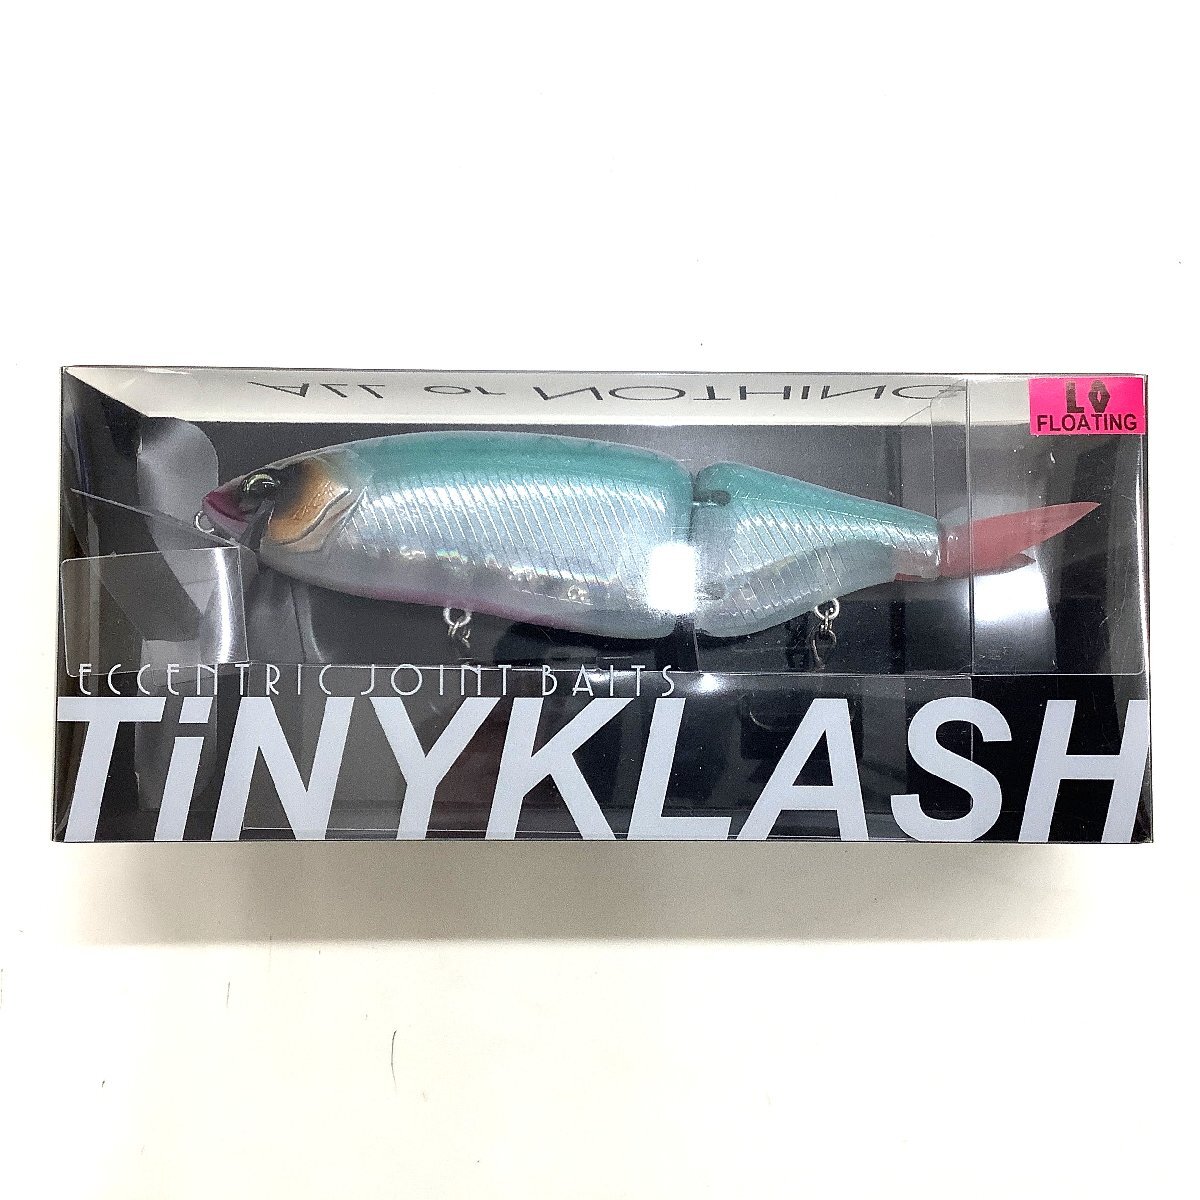 ALL or NOTHING
LO
FLOATING
ECCENTRIC JOINT BAITS
TiNYKLASH